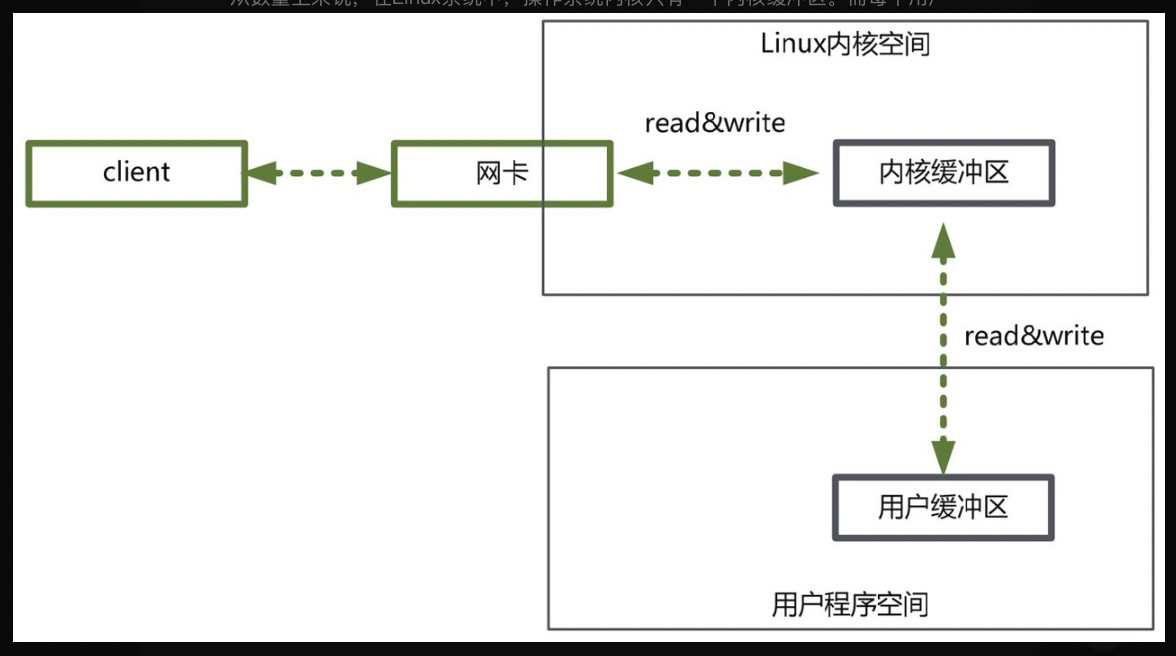 从数量上来说，在Linux系统中，操作系统内核只有一个内核缓冲区。而每个用户
Linux内核空间
read&write
client
网卡
内核缓冲区
read&write
用户缓冲区
用户程序空间